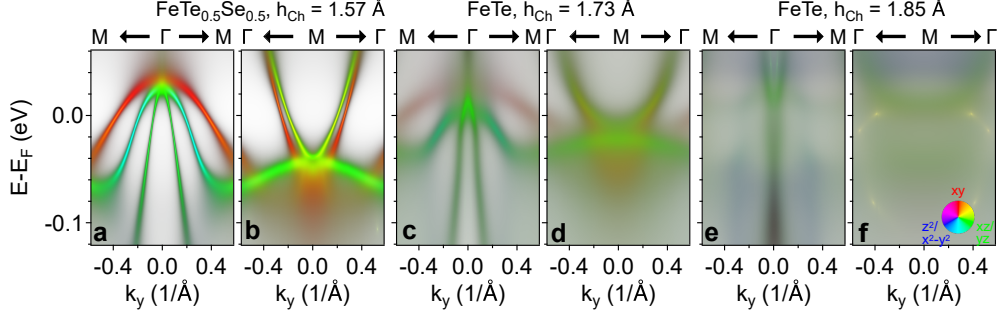 FeTe0.5Se0.5, hCh = 1.57 Å
FeTe, hCh = 1.73 Å
FeTe, hCh = 1.85 Å
M ← Γ → M
Γ ← M → Γ
M ← Γ → M
Γ ← M → Γ
M ← Γ → M
Γ ← M → Γ
E-EF (eV)
0.0
-0.1
a
b
c
d
e
f
xy
z²/
x²-y²
xz/
yz
-0.4 0.0 0.4
-0.4 0.0 0.4
-0.4 0.0 0.4
-0.4 0.0 0.4
-0.4 0.0 0.4
-0.4 0.0 0.4
ky (1/Å)
ky (1/Å)
ky (1/Å)
ky (1/Å)
ky (1/Å)
ky (1/Å)